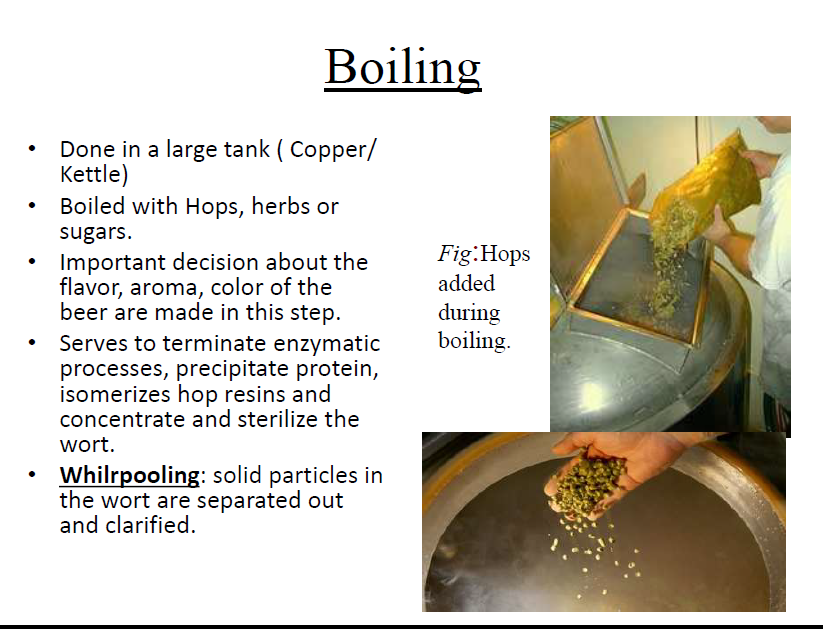 Boiling
• Done in a large tank ( Copper/
Kettle)
• Boiled with Hops, herbs or
sugars.
• Important decision about the
flavor, aroma, color of the
beer are made in this step.
• Serves to terminate enzymatic
processes, precipitate protein,
isomerizes hop resins and
concentrate and sterilize the
wort.
• Whilrpooling: solid particles in
the wort are separated out
and clarified.
Fig:Hops
added
during
boiling.